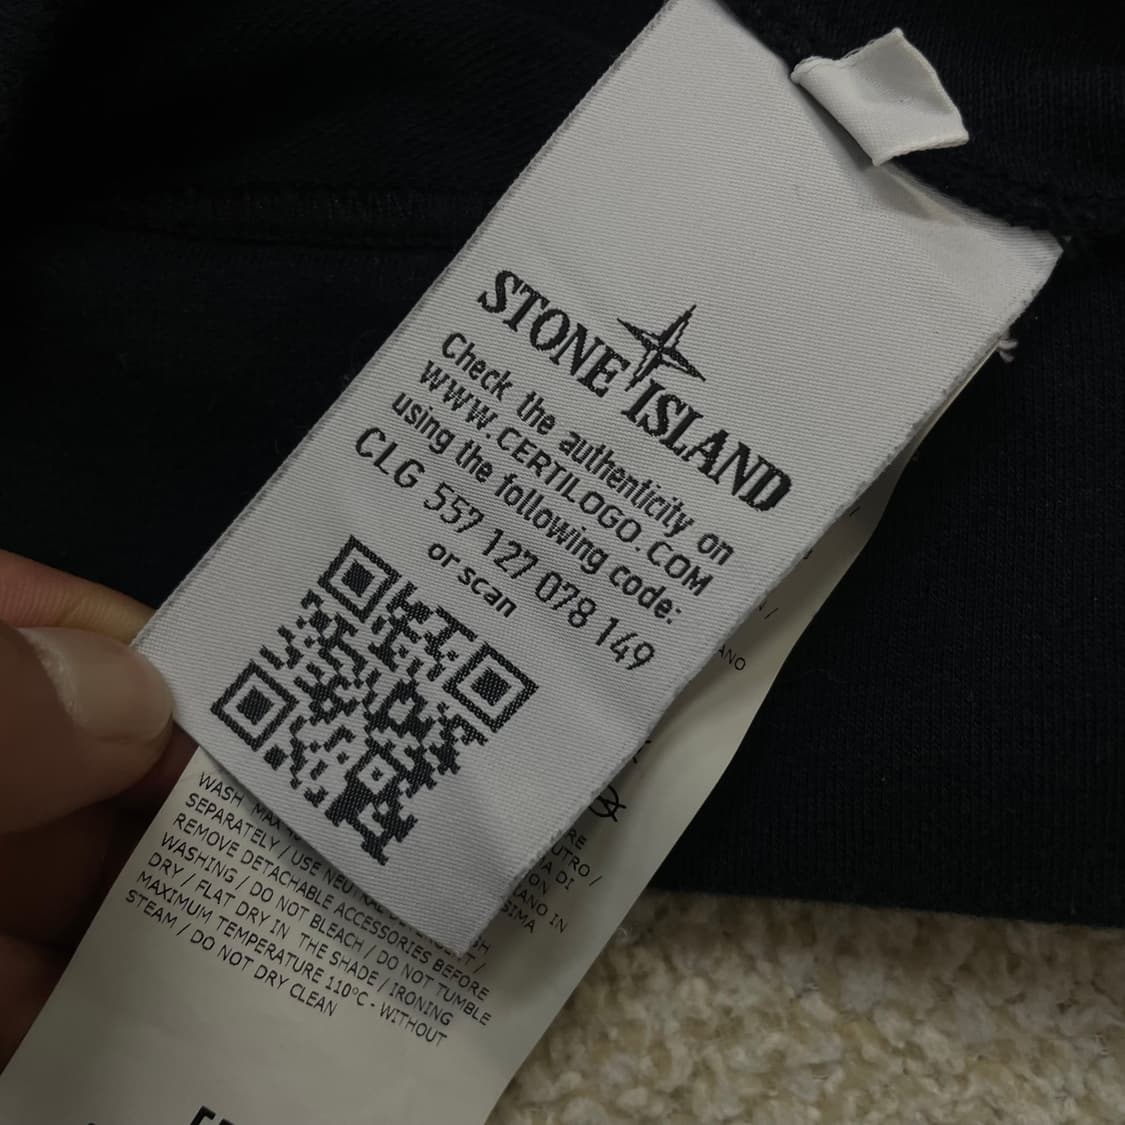 STONE ISLAND
Check the authenticity on
WWW.CERTILOGO.COM
using the following code:
CLG 557 127 078 149
or scan
WASH MAX
SEPARATELY / USE NEUTRAL
REMOVE DETACHABLE ACCESSORIES BEFORE
WASHING / DO NOT BLEACH / DO NOT TUMBLE
DRY / FLAT DRY IN THE SHADE / IRONING
MAXIMUM TEMPERATURE 110°C - WITHOUT
STEAM / DO NOT DRY CLEAN